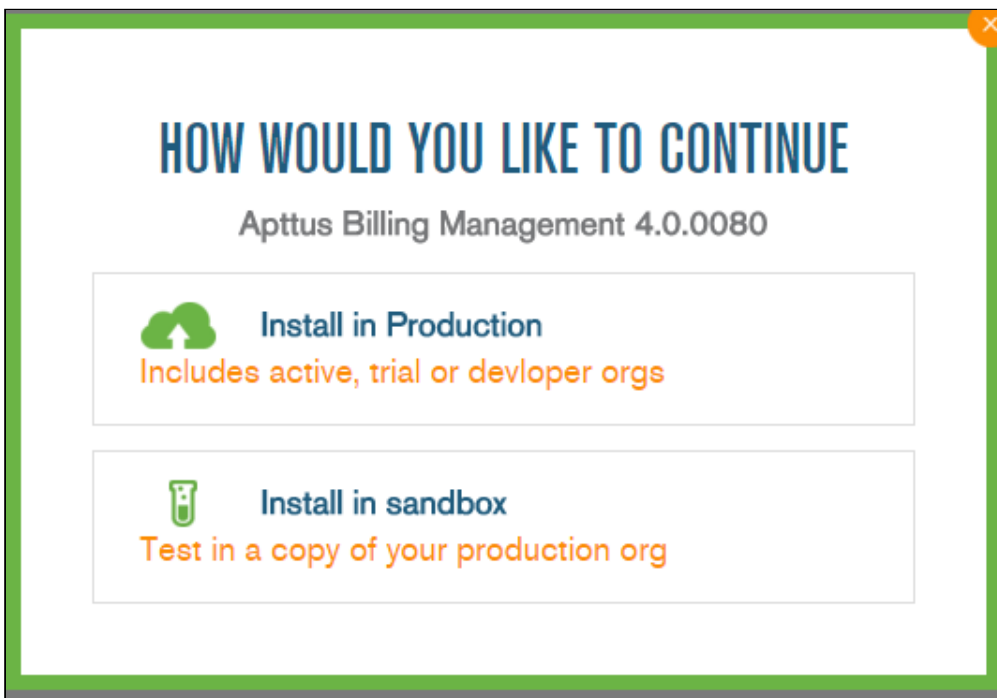 HOW WOULD YOU LIKE TO CONTINUE
Apttus Billing Management 4.0.0080
Install in Production
Includes active, trial or devloper orgs
Install in sandbox
Test in a copy of your production org